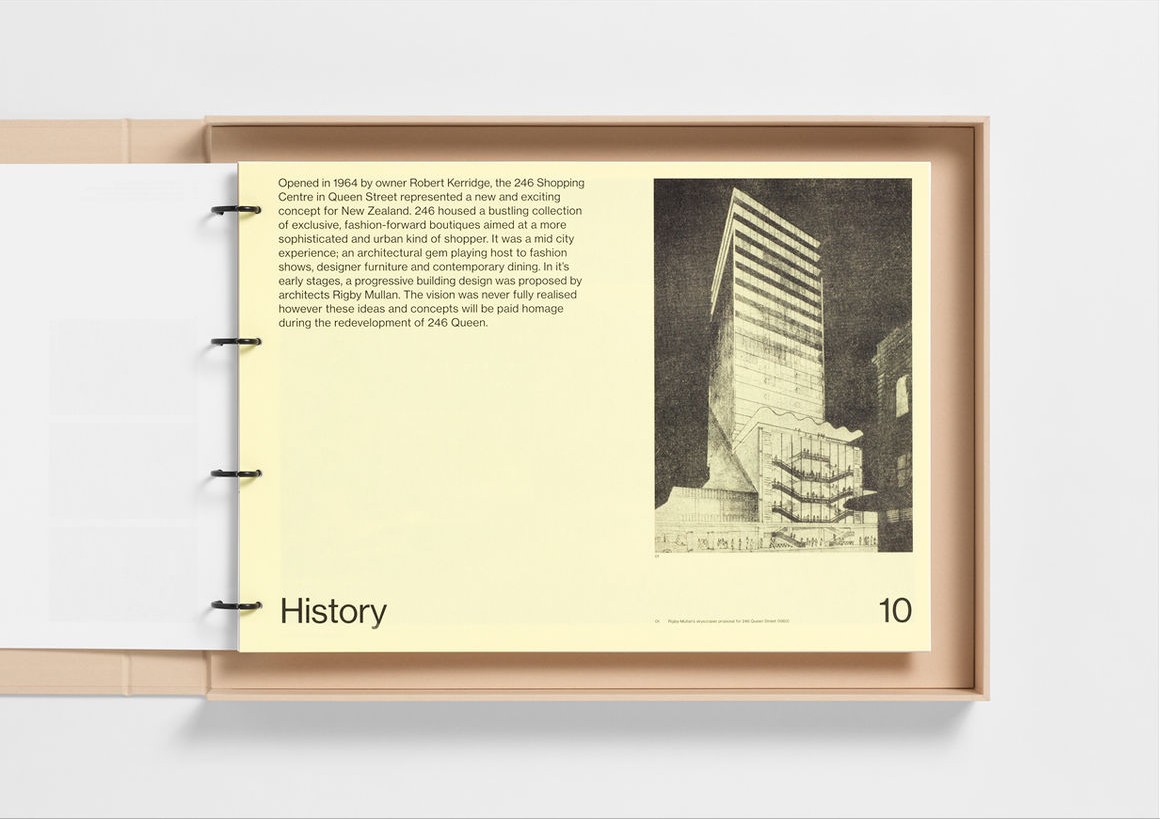 Opened in 1964 by owner Robert Kerridge, the 246 Shopping
Centre in Queen Street represented a new and exciting
concept for New Zealand. 246 housed a bustling collection
of exclusive, fashion-forward boutiques aimed at a more
sophisticated and urban kind of shopper. It was a mid city
experience; an architectural gem playing host to fashion
shows, designer furniture and contemporary dining. In it's
early stages, a progressive building design was proposed by
architects Rigby Mullan. The vision was never fully realised
however these ideas and concepts will be paid homage
during the redevelopment of 246 Queen.
01
History
01 Rigby Mullan's skyscraper proposal for 246 Queen Street
10